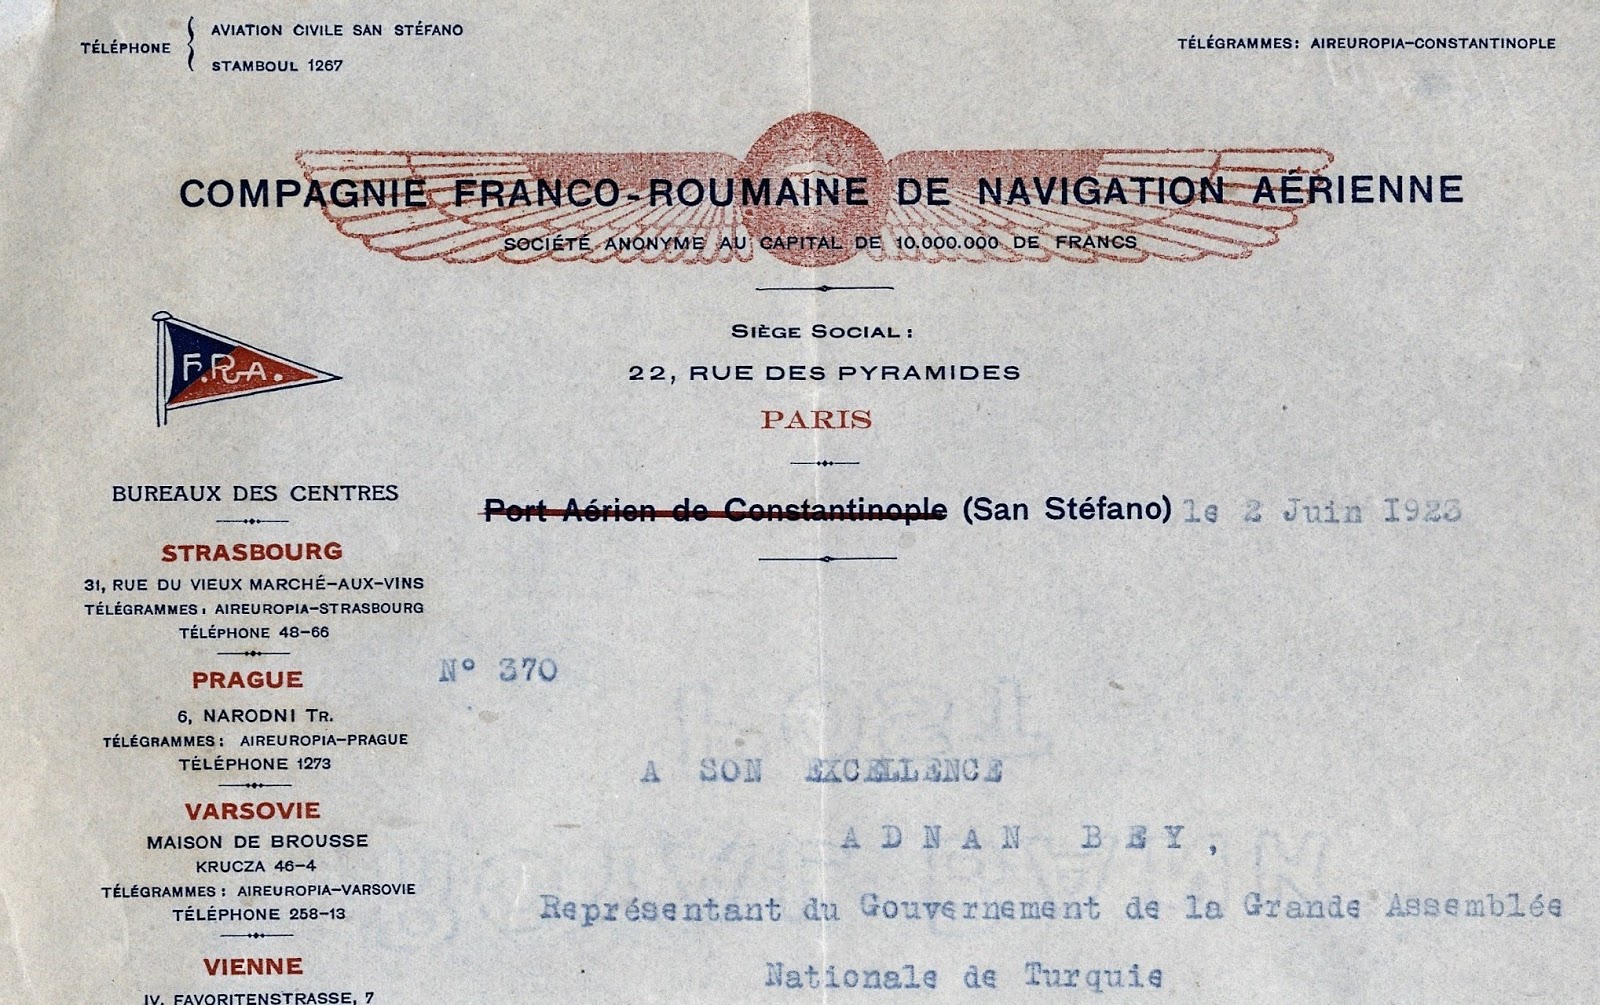 TÉLÉPHONE
AVIATION CIVILE SAN STÉFANO
STAMBOUL 1267
TÉLÉGRAMMES: AIREUROPIA-CONSTANTINOPLE
COMPAGNIE FRANCO-ROUMAINE DE NAVIGATION AÉRIENNE
SOCIÉTÉ ANONYME AU CAPITAL DE 10.000.000 DE FRANCS
F.R.A.
SIÈGE SOCIAL:
22, RUE DES PYRAMIDES
PARIS
Port Aérien de Constantinople (San Stéfano) le 2 Juin 1923
BUREAUX DES CENTRES
STRASBOURG
31, RUE DU VIEUX MARCHÉ-AUX-VINS
TÉLÉGRAMMES: AIREUROPIA-STRASBOURG
TÉLÉPHONE 48-66
PRAGUE
6, NARODNI TR.
TÉLÉGRAMMES: AIREUROPIA-PRAGUE
TÉLÉPHONE 1273
VARSOVIE
MAISON DE BROUSSE
KRUCZA 46-4
TÉLÉGRAMMES: AIREUROPIA-VARSOVIE
TÉLÉPHONE 258-13
VIENNE
IV. FAVORITENSTRASSE, 7
N° 370
A SON EXCELLENCE
ADNAN BEY,
Représentant du Gouvernement de la Grande Assemblée
Nationale de Turquie